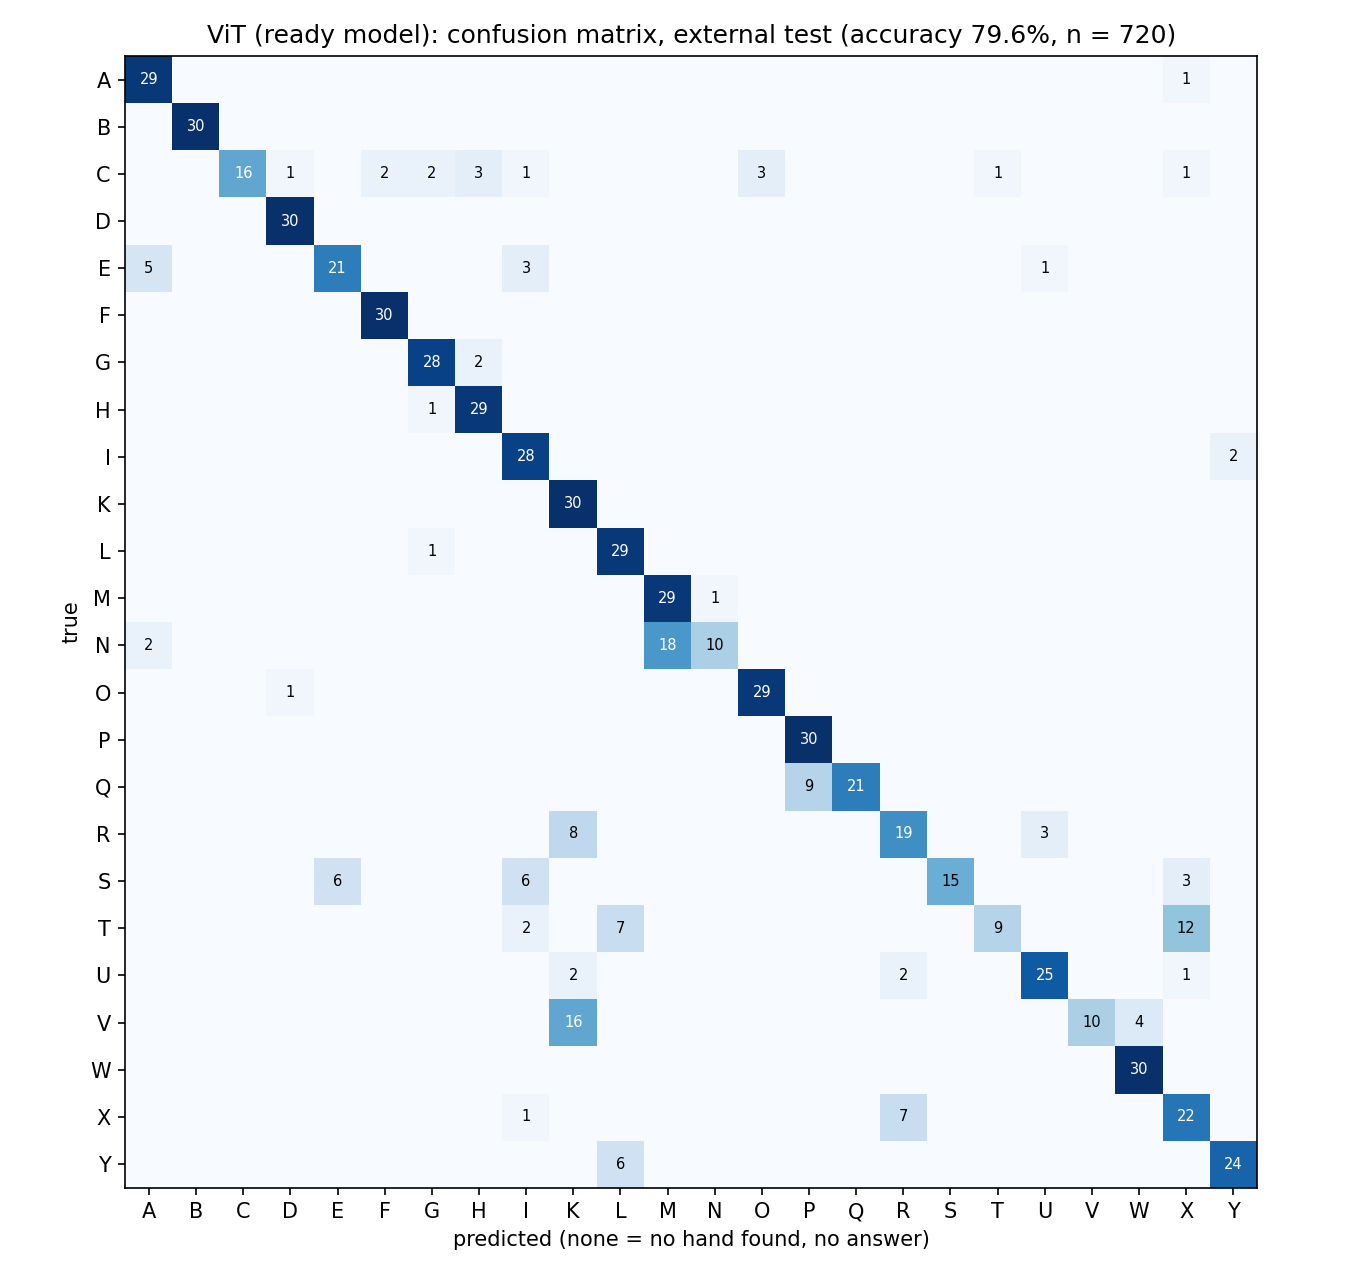 ViT (ready model): confusion matrix, external test (accuracy 79.6%, n = 720)
A 29 1
B 30
C 16 1 2 2 3 1 3 1 1
D 30
E 5 21 3 1
F 30
G 28 2
H 1 29
I 28 2
K 30
L 1 29
M 29 1
N 2 18 10
O 1 29
P 30
Q 9 21
R 8 19 3
S 6 6 15 3
T 2 7 9 12
U 2 2 25 1
V 16 10 4
W 30
X 1 7 22
Y 6 24
true
A B C D E F G H I K L M N O P Q R S T U V W X Y
predicted (none = no hand found, no answer)